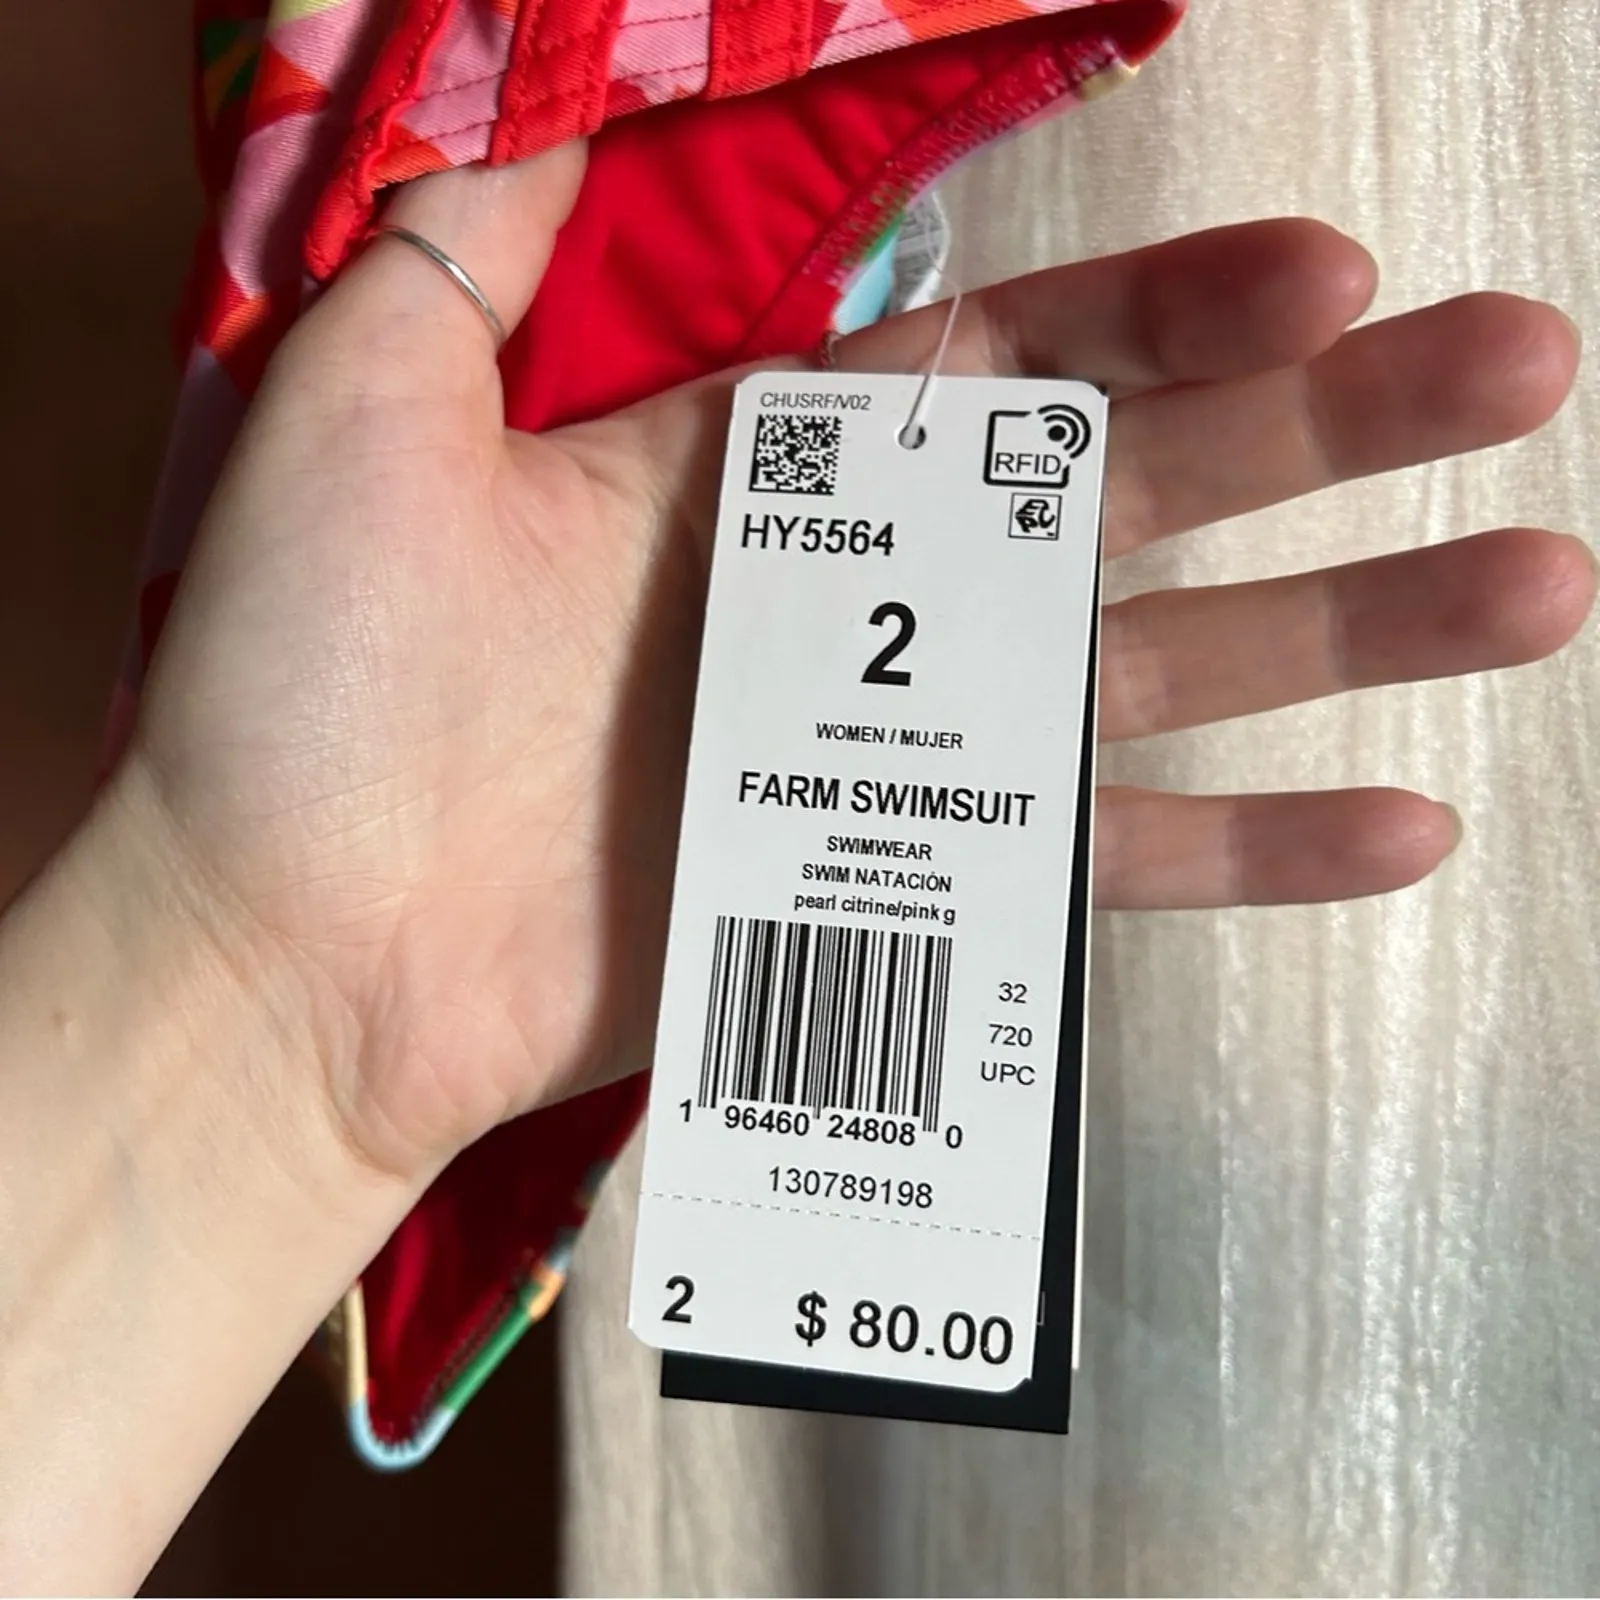 CHUSRF/V02
RFID
EPC
HY5564
2
WOMEN / MUJER
FARM SWIMSUIT
SWIMWEAR
SWIM NATACIÓN
pearl citrine/pink g
32
720
UPC
1 96460 24808 0
130789198
2 $ 80.00